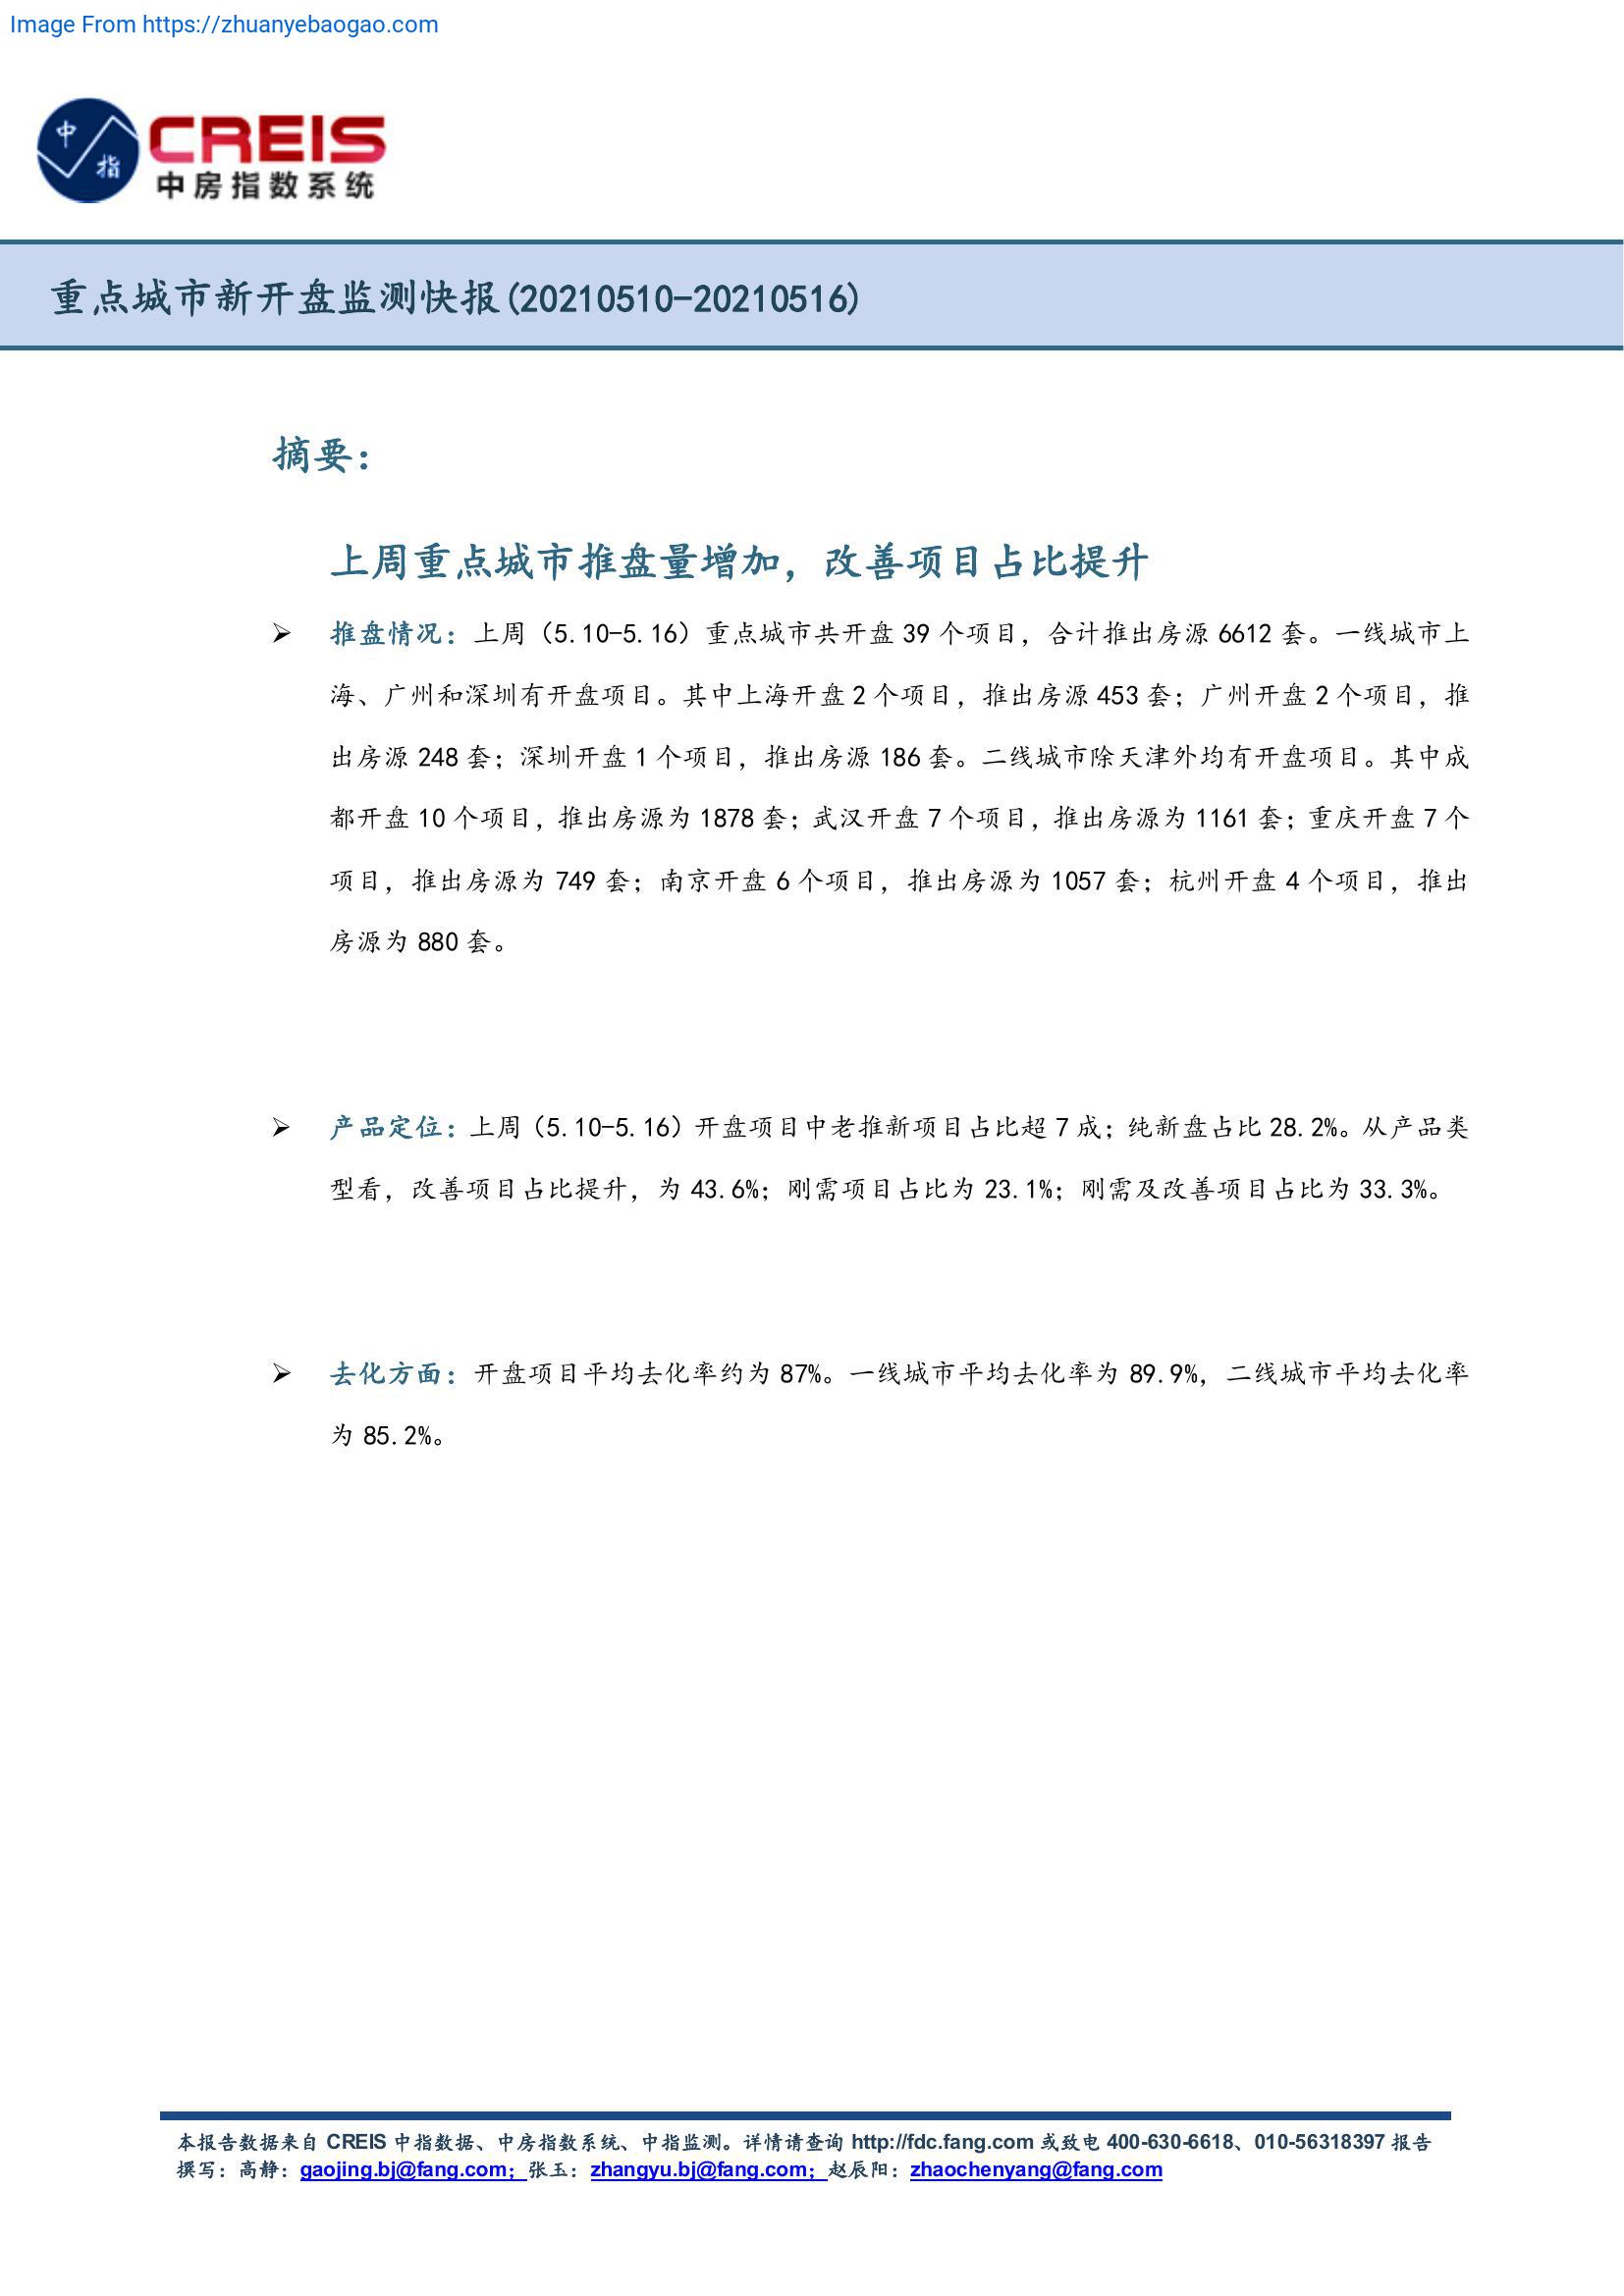 Image From https://zhuanyebaogao.com
中
指
CREIS
中房指数系统
重点城市新开盘监测快报(20210510-20210516)
摘要：
上周重点城市推盘量增加，改善项目占比提升
➢ 推盘情况：上周（5.10-5.16）重点城市共开盘 39 个项目，合计推出房源 6612 套。一线城市上
海、广州和深圳有开盘项目。其中上海开盘 2 个项目，推出房源 453 套；广州开盘 2 个项目，推
出房源 248 套；深圳开盘 1 个项目，推出房源 186 套。二线城市除天津外均有开盘项目。其中成
都开盘 10 个项目，推出房源为 1878 套；武汉开盘 7 个项目，推出房源为 1161 套；重庆开盘 7 个
项目，推出房源为 749 套；南京开盘 6 个项目，推出房源为 1057 套；杭州开盘 4 个项目，推出
房源为 880 套。
➢ 产品定位：上周（5.10-5.16）开盘项目中老推新项目占比超 7 成；纯新盘占比 28.2%。从产品类
型看，改善项目占比提升，为 43.6%；刚需项目占比为 23.1%；刚需及改善项目占比为 33.3%。
➢ 去化方面：开盘项目平均去化率约为 87%。一线城市平均去化率为 89.9%，二线城市平均去化率
为 85.2%。
本报告数据来自 CREIS 中指数据、中房指数系统、中指监测。详情请查询 http://fdc.fang.com 或致电 400-630-6618、010-56318397 报告
撰写：高静：gaojing.bj@fang.com；张玉：zhangyu.bj@fang.com；赵辰阳：zhaochenyang@fang.com